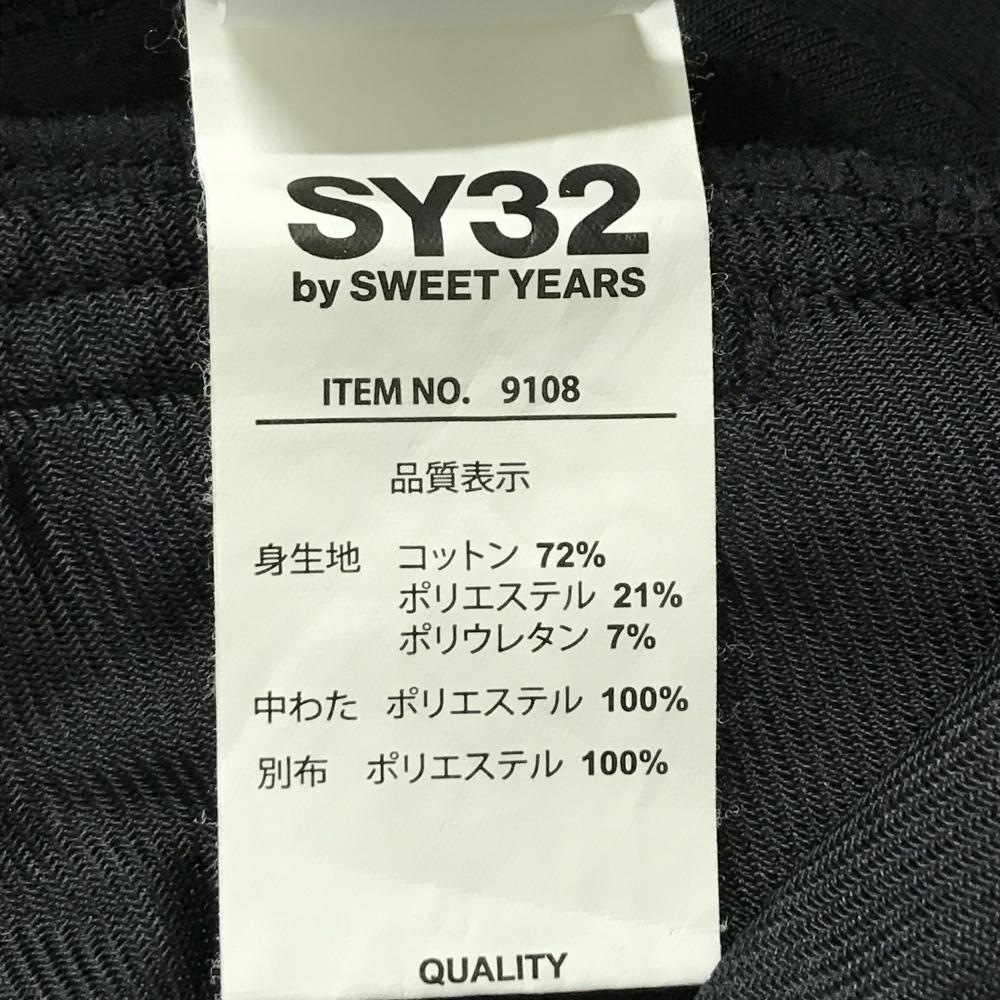 SY32
by SWEET YEARS
ITEM NO. 9108
品質表示
身生地 コットン 72%
ポリエステル 21%
ポリウレタン 7%
中わた ポリエステル 100%
別布 ポリエステル 100%
QUALITY